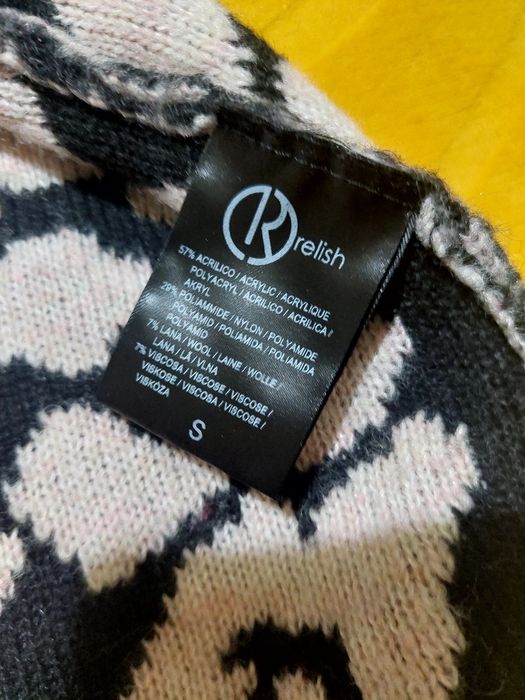 relish
57% ACRILICO / ACRYLIC / ACRYLIQUE
POLYACRYL / ACRILICO / ACRILICA /
AKRYL
29% POLIAMMIDE / NYLON / POLYAMIDE
POLYAMID / POLIAMIDA / POLIAMIDA
POLYAMID
7% LANA / WOOL / LAINE / WOLLE /
LANA / LÃ / VLNA
7% VISCOSA / VISCOSE / VISCOSE /
VISKOSE / VISCOSA / VISCOSE /
VISKÓZA
S